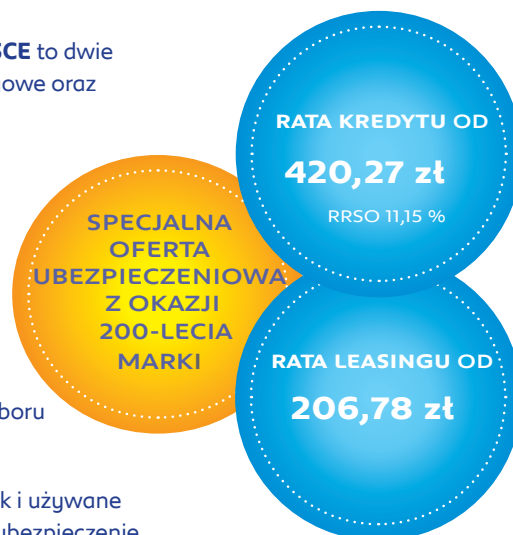 SCE to dwie
owe oraz
RATA KREDYTU OD
420,27 zł
RRSO 11,15 %
SPECJALNA
OFERTA
UBEZPIECZENIOWA
Z OKAZJI
200-LECIA
MARKI
RATA LEASINGU OD
206,78 zł
boru
k i używane
ubezpieczenie